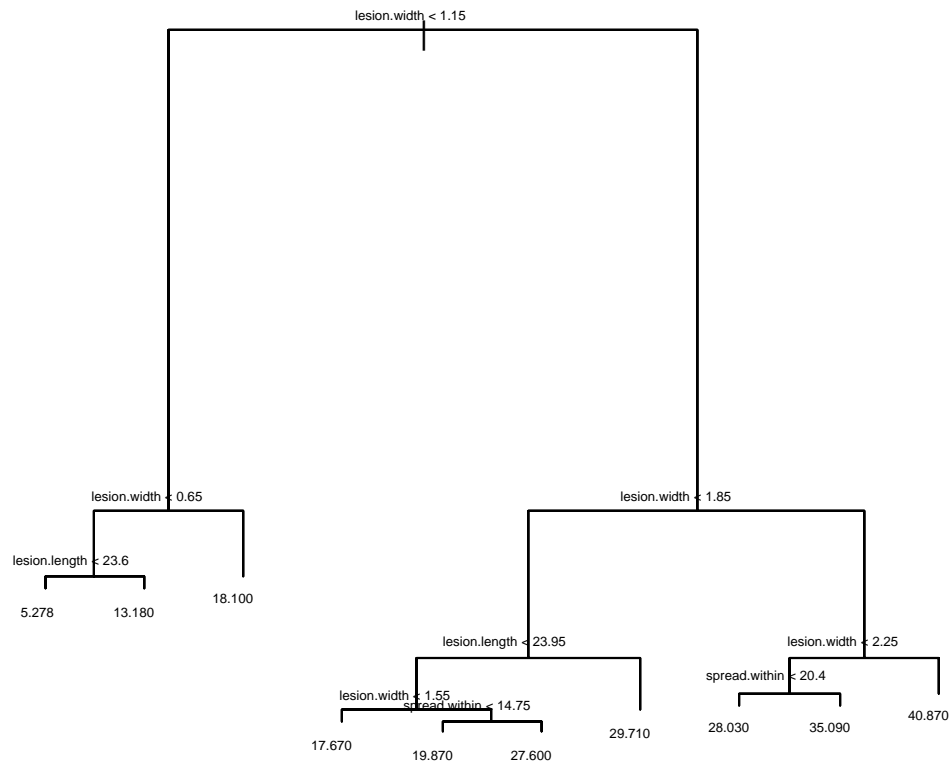 lesion.width < 1.15
lesion.width < 0.65
lesion.width < 1.85
lesion.length < 23.6
5.278
13.180
18.100
lesion.length < 23.95
lesion.width < 2.25
lesion.width < 1.55
spread.within < 14.75
spread.within < 20.4
17.670
19.870
27.600
29.710
28.030
35.090
40.870